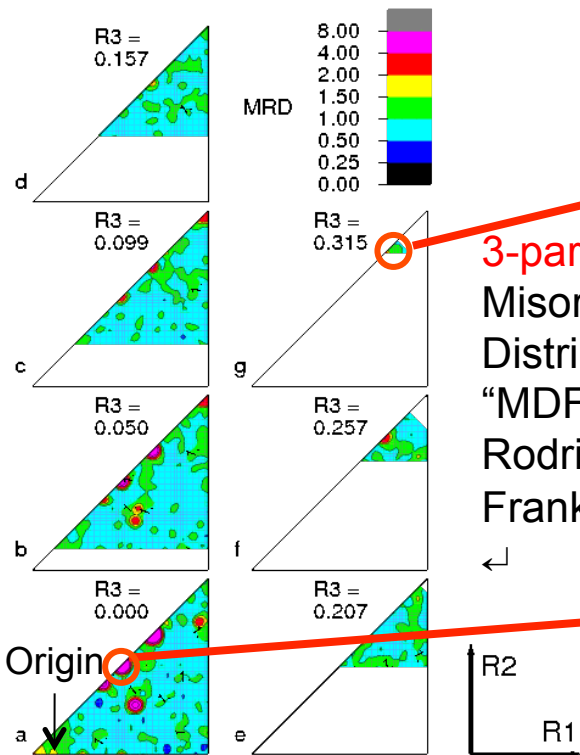 R3 =
0.157
d
MRD
8.00
4.00
2.00
1.50
1.00
0.50
0.25
0.00
R3 =
0.099
c
R3 =
0.315
g
R3 =
0.050
b
R3 =
0.257
f
R3 =
0.000
Origin
a
R3 =
0.207
e
3-par
Misor
Distri
“MDF
Rodri
Frank
↵
R2
R1